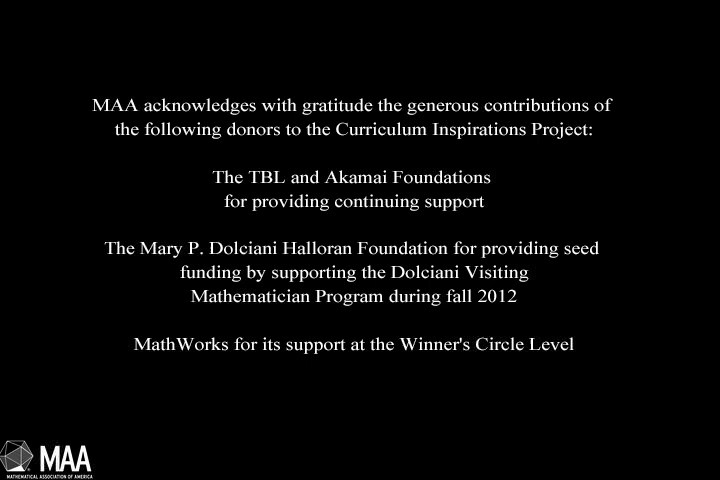 MAA acknowledges with gratitude the generous contributions of
the following donors to the Curriculum Inspirations Project:
The TBL and Akamai Foundations
for providing continuing support
The Mary P. Dolciani Halloran Foundation for providing seed
funding by supporting the Dolciani Visiting
Mathematician Program during fall 2012
MathWorks for its support at the Winner's Circle Level
MAA
MATHEMATICAL ASSOCIATION OF AMERICA